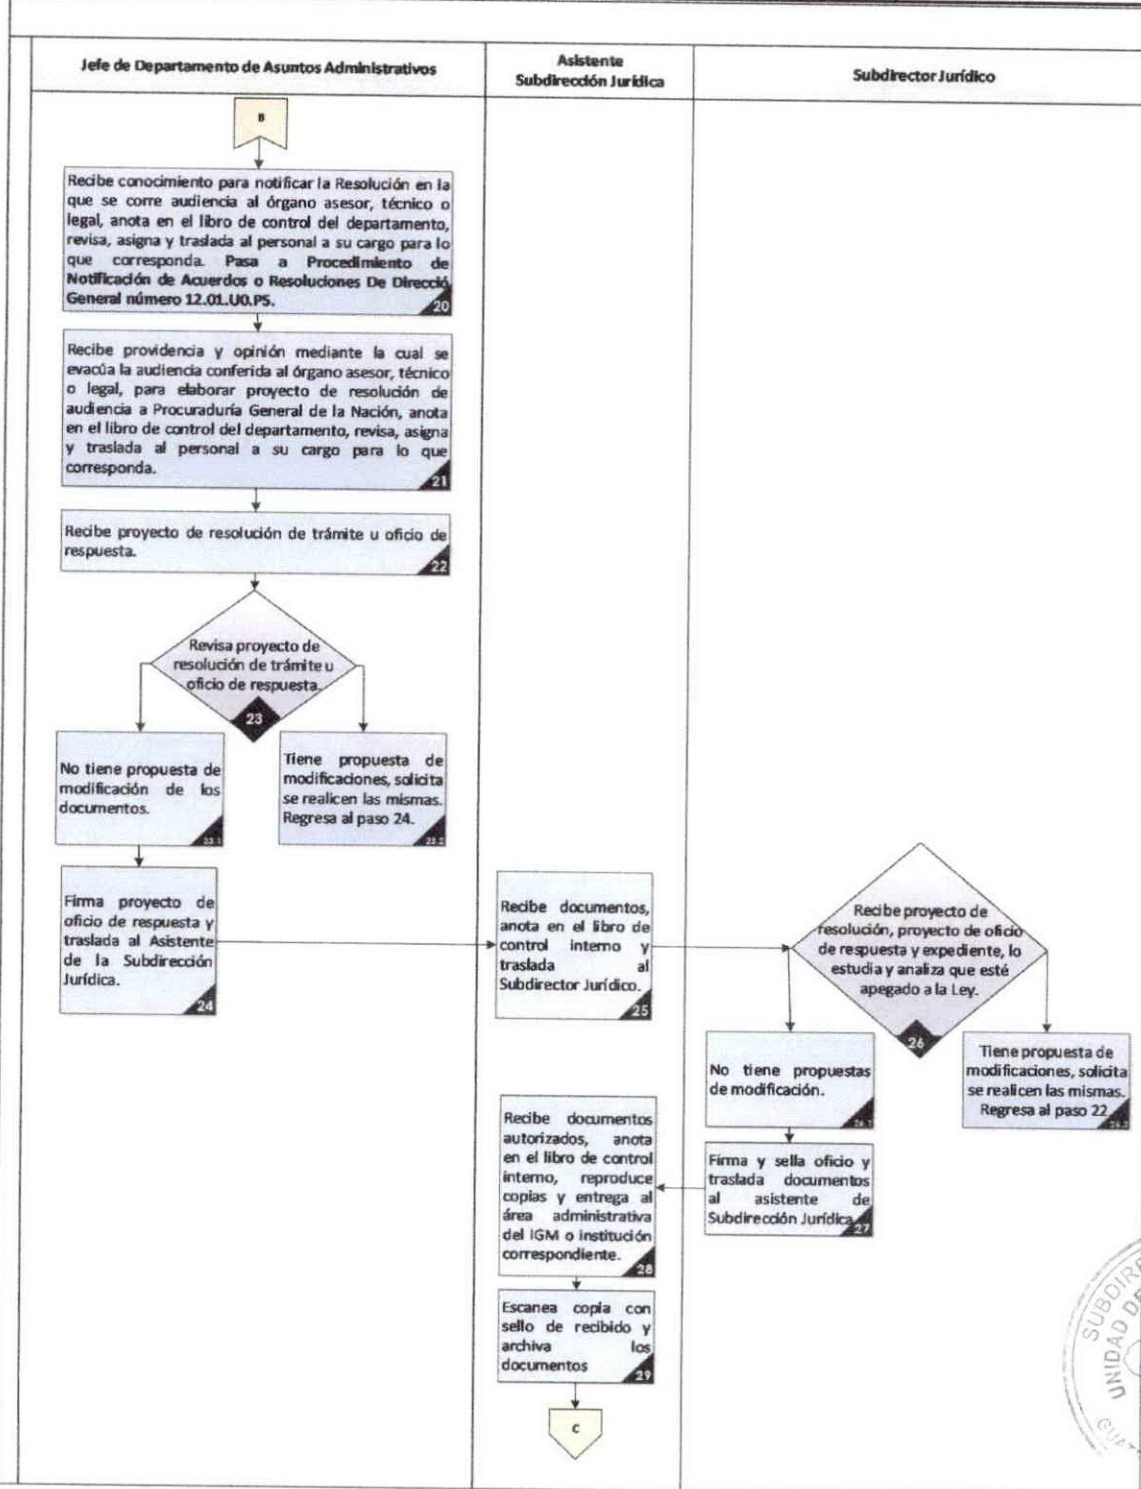 Jefe de Departamento de Asuntos Administrativos
Asistente
Subdirección Jurídica
Subdirector Jurídico
B
Recibe conocimiento para notificar la Resolución en la
que se corre audiencia al órgano asesor, técnico o
legal, anota en el libro de control del departamento,
revisa, asigna y traslada al personal a su cargo para lo
que corresponda. Pasa a Procedimiento de
Notificación de Acuerdos o Resoluciones De Direcció
General número 12.01.U0.P5.
20
Recibe providencia y opinión mediante la cual se
evacúa la audiencia conferida al órgano asesor, técnico
o legal, para elaborar proyecto de resolución de
audiencia a Procuraduría General de la Nación, anota
en el libro de control del departamento, revisa, asigna
y traslada al personal a su cargo para lo que
corresponda.
21
Recibe proyecto de resolución de trámite u oficio de
respuesta.
22
Revisa proyecto de
resolución de trámite u
oficio de respuesta.
23
No tiene propuesta de
modificación de los
documentos.
23.1
Tiene propuesta de
modificaciones, solicita
se realicen las mismas.
Regresa al paso 24.
23.2
Firma proyecto de
oficio de respuesta y
traslada al Asistente
de la Subdirección
Jurídica.
24
Recibe documentos,
anota en el libro de
control interno y
traslada al
Subdirector Jurídico.
25
Recibe proyecto de
resolución, proyecto de oficio
de respuesta y expediente, lo
estudia y analiza que esté
apegado a la Ley.
26
No tiene propuestas
de modificación.
26.1
Tiene propuesta de
modificaciones, solicita
se realicen las mismas.
Regresa al paso 22
26.2
Firma y sella oficio y
traslada documentos
al asistente de
Subdirección Jurídica
27
Recibe documentos
autorizados, anota
en el libro de control
interno, reproduce
copias y entrega al
área administrativa
del IGM o institución
correspondiente.
28
Escanea copia con
sello de recibido y
archiva los
documentos
29
C
SUBDIR
UNIDAD DE
GUAT